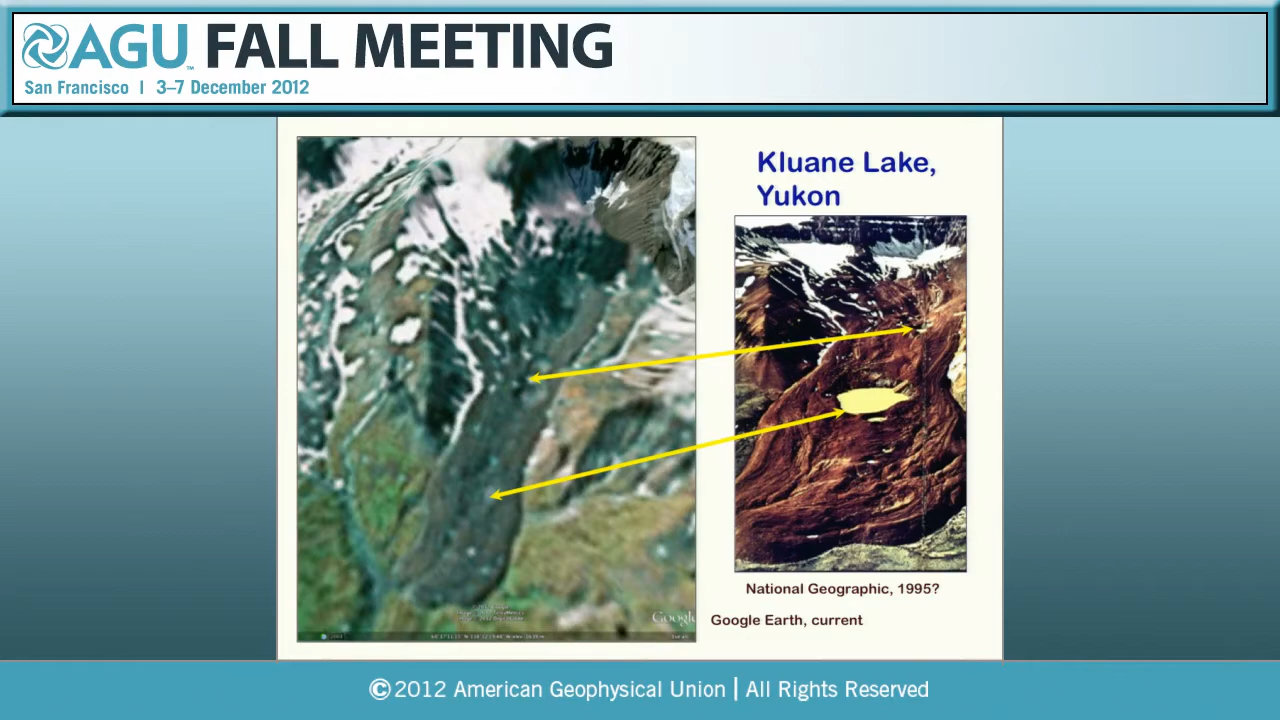 AGU™ FALL MEETING
San Francisco | 3–7 December 2012
Kluane Lake,
Yukon
National Geographic, 1995?
Google Earth, current
Google
©2012 American Geophysical Union | All Rights Reserved